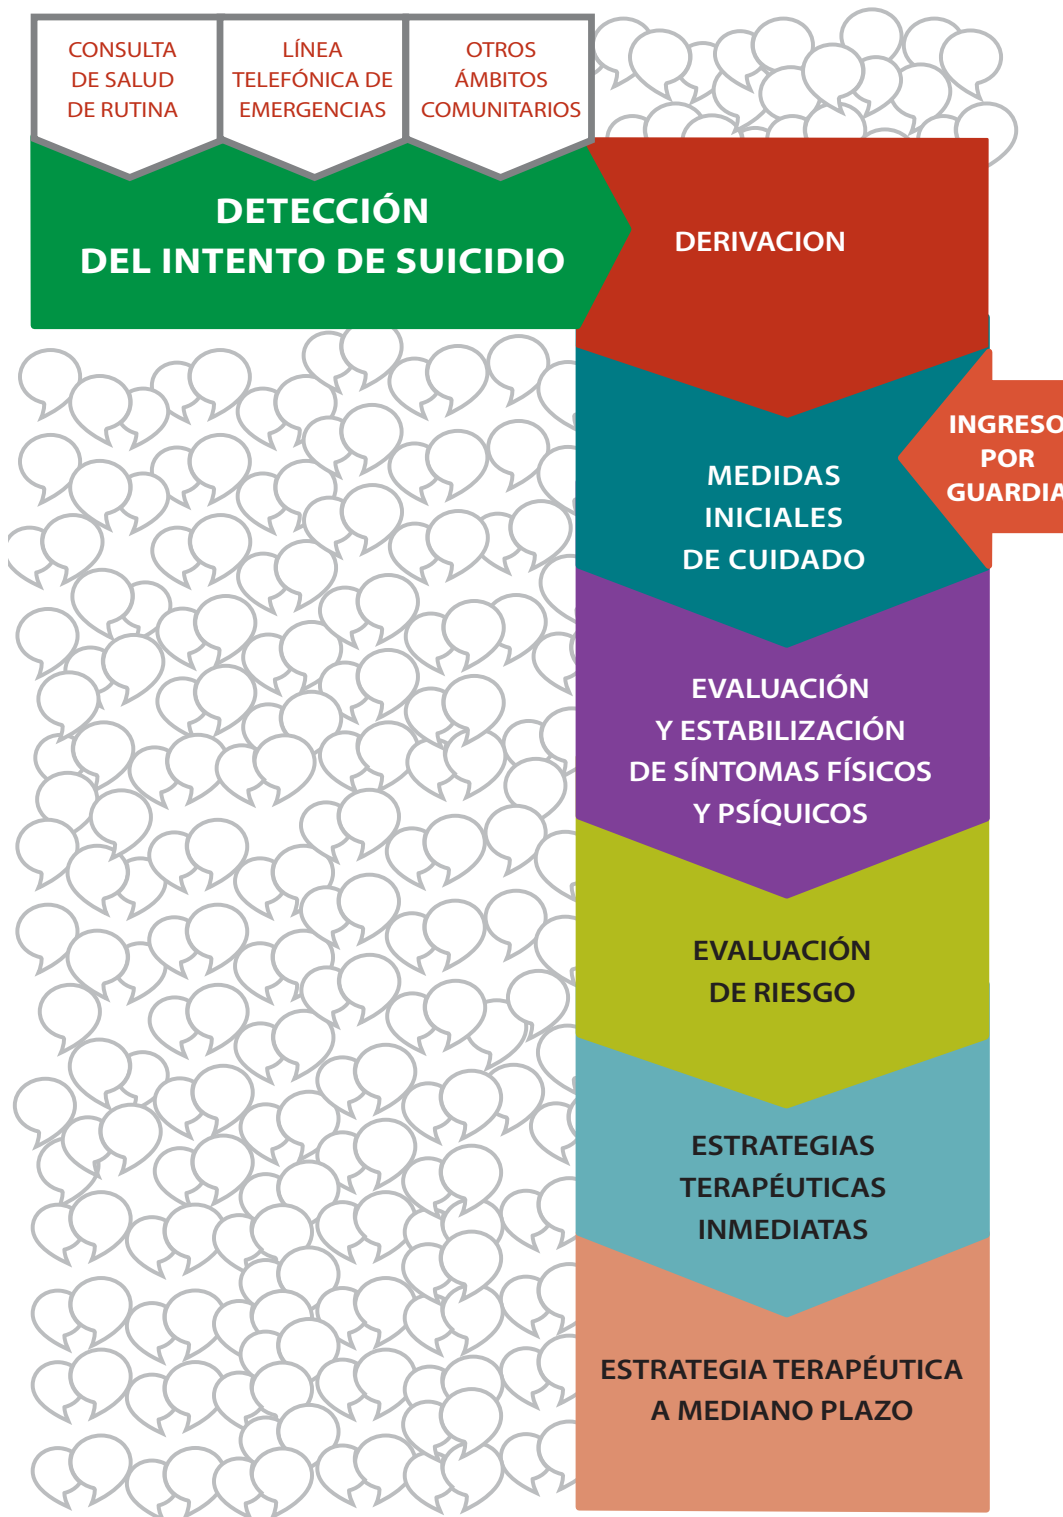 CONSULTA
DE SALUD
DE RUTINA
LÍNEA
TELEFÓNICA DE
EMERGENCIAS
OTROS
ÁMBITOS
COMUNITARIOS
DETECCIÓN
DEL INTENTO DE SUICIDIO
DERIVACION
MEDIDAS
INICIALES
DE CUIDADO
INGRESO
POR
GUARDIA
EVALUACIÓN
Y ESTABILIZACIÓN
DE SÍNTOMAS FÍSICOS
Y PSÍQUICOS
EVALUACIÓN
DE RIESGO
ESTRATEGIAS
TERAPÉUTICAS
INMEDIATAS
ESTRATEGIA TERAPÉUTICA
A MEDIANO PLAZO